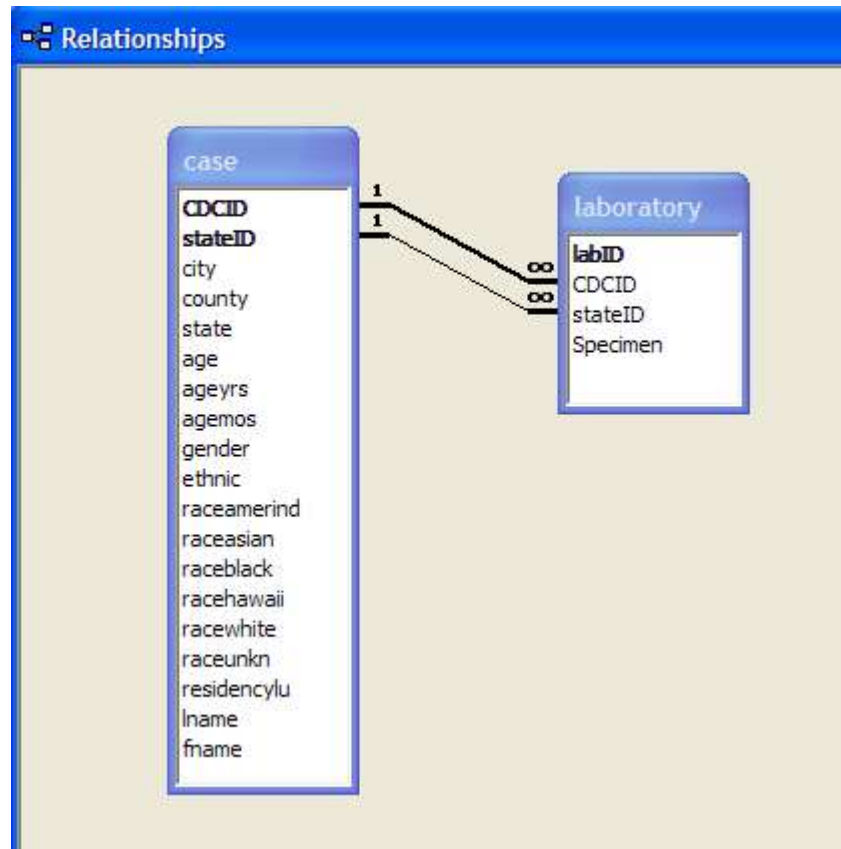 Relationships
case
CDCID
stateID
city
county
state
age
ageyrs
agemos
gender
ethnic
raceamerind
raceasian
raceblack
racehawaii
racewhite
raceunkn
residencylu
lname
fname
1
1
∞
∞
laboratory
labID
CDCID
stateID
Specimen